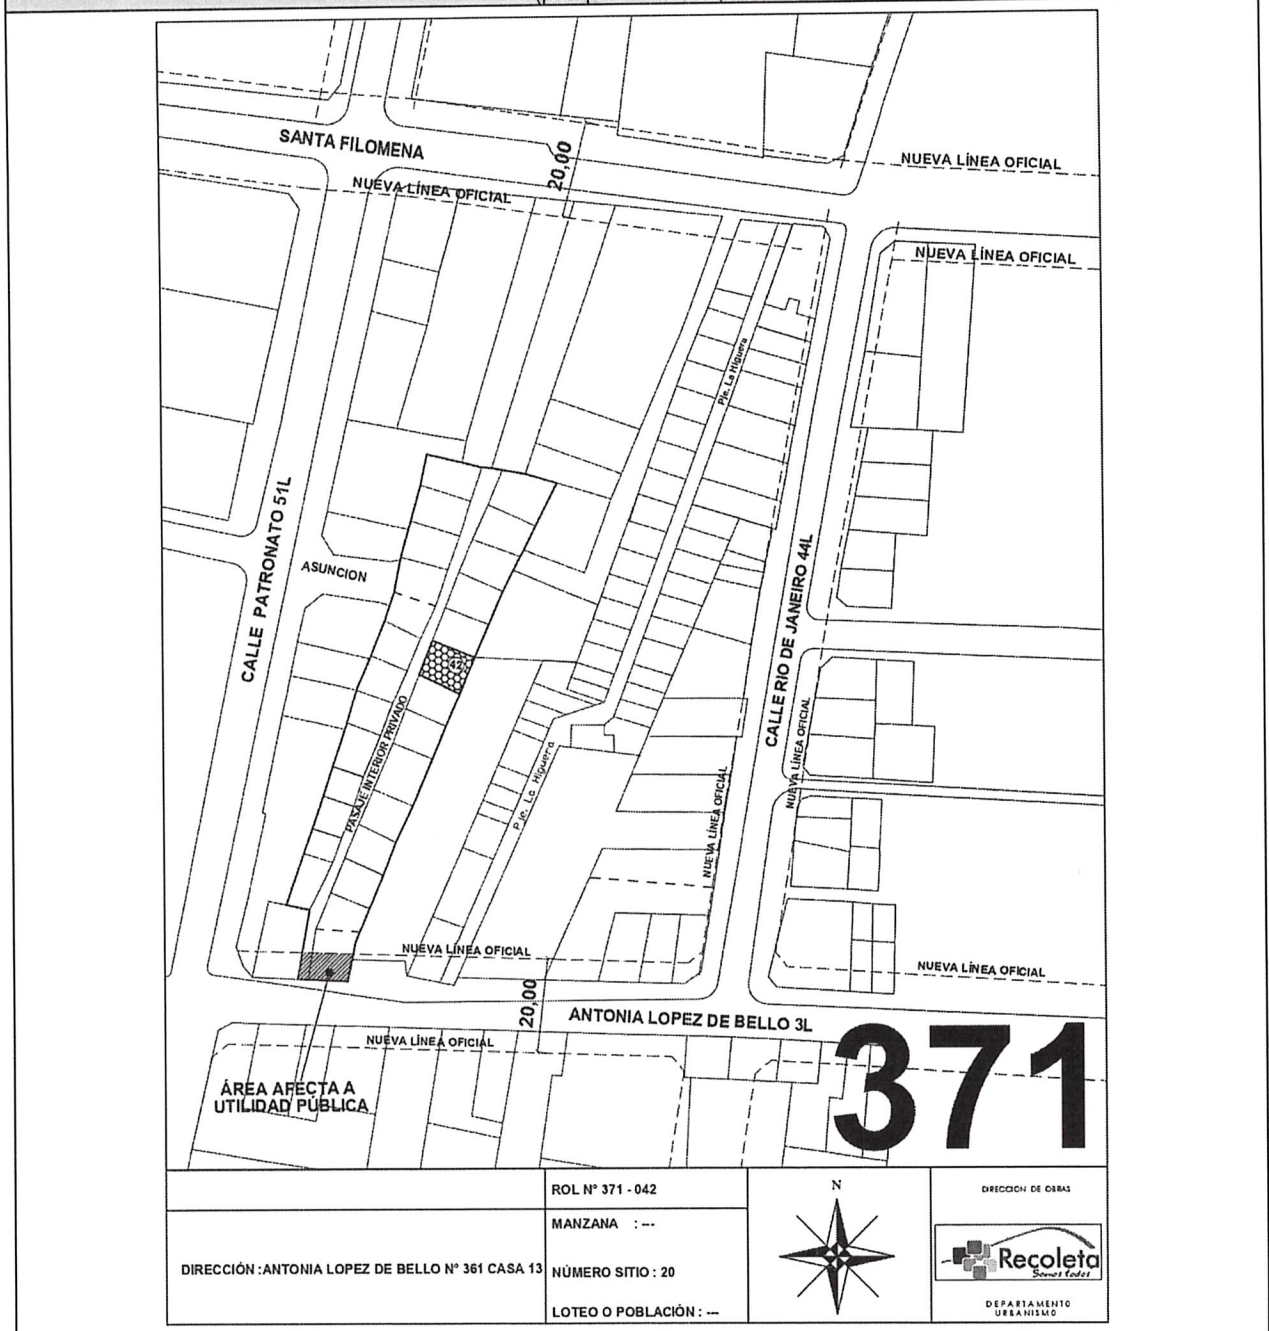 SANTA FILOMENA
20,00
NUEVA LÍNEA OFICIAL
NUEVA LÍNEA OFICIAL
NUEVA LÍNEA OFICIAL
Pje. La Higuera
CALLE PATRONATO 51L
ASUNCION
CALLE RIO DE JANEIRO 44L
42
PASAJE INTERIOR PRIVADO
Pje. La Higuera
NUEVA LÍNEA OFICIAL
NUEVA LÍNEA OFICIAL
NUEVA LÍNEA OFICIAL
NUEVA LÍNEA OFICIAL
20,00
ANTONIA LOPEZ DE BELLO 3L
NUEVA LÍNEA OFICIAL
371
ÁREA AFECTA A
UTILIDAD PÚBLICA
ROL Nº 371 - 042
MANZANA : ---
DIRECCIÓN :ANTONIA LOPEZ DE BELLO Nº 361 CASA 13
NÚMERO SITIO : 20
LOTEO O POBLACIÓN : ---
N
DIRECCION DE OBRAS
Recoleta
Somos todos
DEPARTAMENTO
URBANISMO